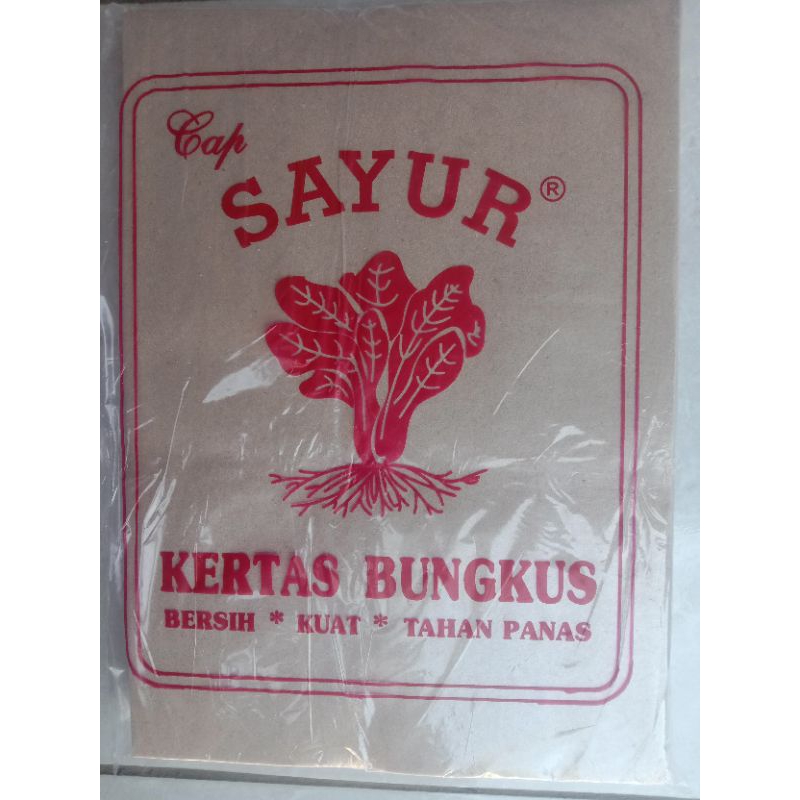 Cap
SAYUR®
KERTAS BUNGKUS
BERSIH * KUAT * TAHAN PANAS